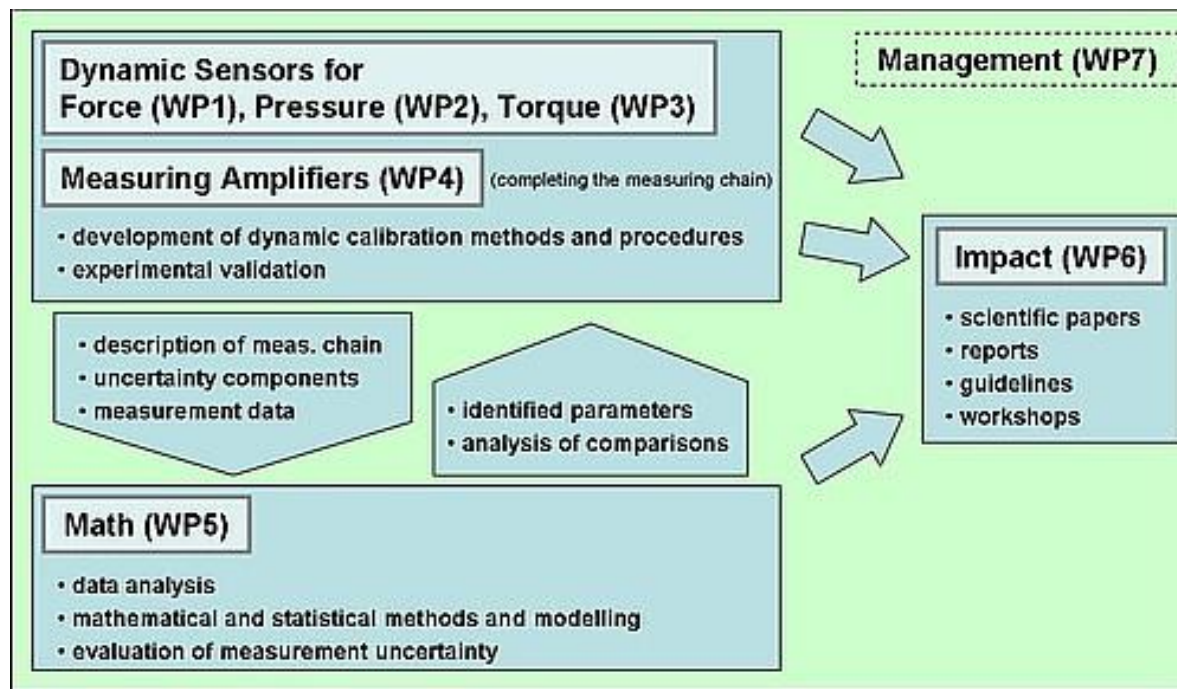 Dynamic Sensors for
Force (WP1), Pressure (WP2), Torque (WP3)
Management (WP7)
Measuring Amplifiers (WP4) (completing the measuring chain)
• development of dynamic calibration methods and procedures
• experimental validation
Impact (WP6)
• scientific papers
• reports
• guidelines
• workshops
• description of meas. chain
• uncertainty components
• measurement data
• identified parameters
• analysis of comparisons
Math (WP5)
• data analysis
• mathematical and statistical methods and modelling
• evaluation of measurement uncertainty